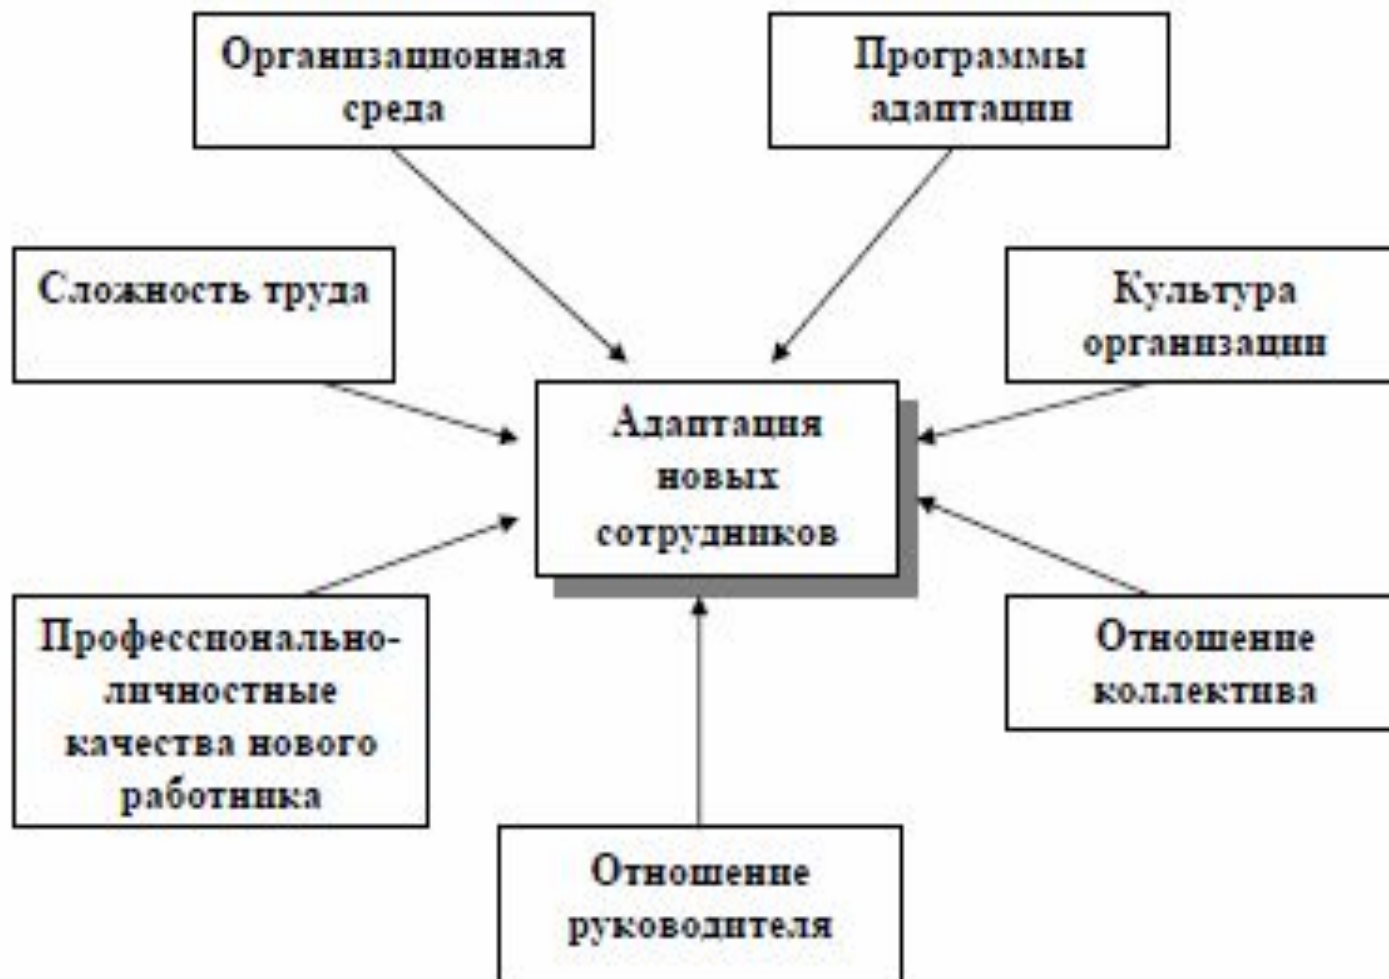 Организационная
среда
Программы
адаптации
Сложность труда
Культура
организации
Адаптация
новых
сотрудников
Профессионально-
личностные
качества нового
работника
Отношение
коллектива
Отношение
руководителя